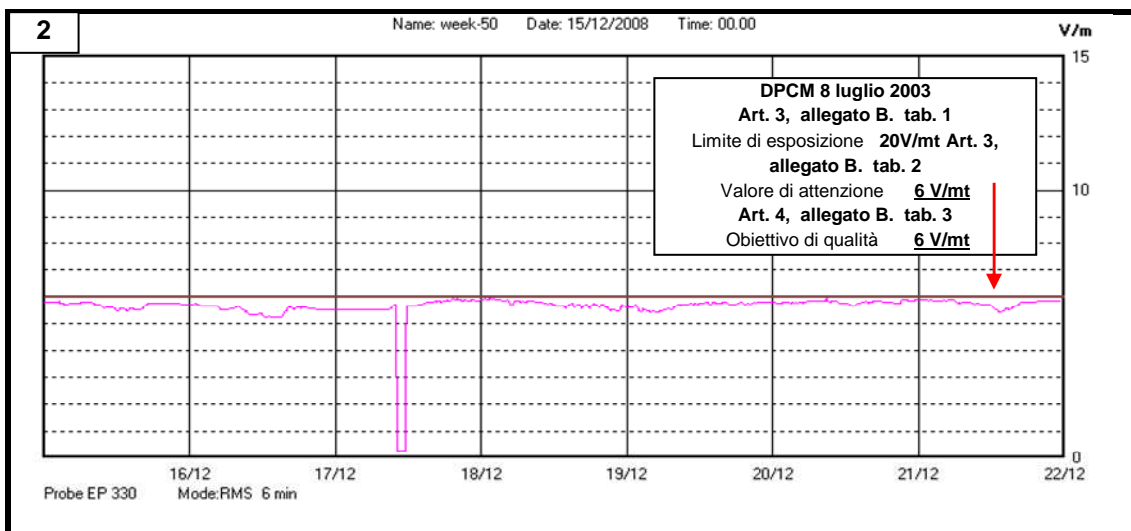 2
Name: week-50 Date: 15/12/2008 Time: 00.00
V/m
15
DPCM 8 luglio 2003
Art. 3, allegato B. tab. 1
Limite di esposizione 20V/mt Art. 3,
allegato B. tab. 2
Valore di attenzione 6 V/mt
Art. 4, allegato B. tab. 3
Obiettivo di qualità 6 V/mt
10
0
16/12 17/12 18/12 19/12 20/12 21/12 22/12
Probe EP 330 Mode:RMS 6 min